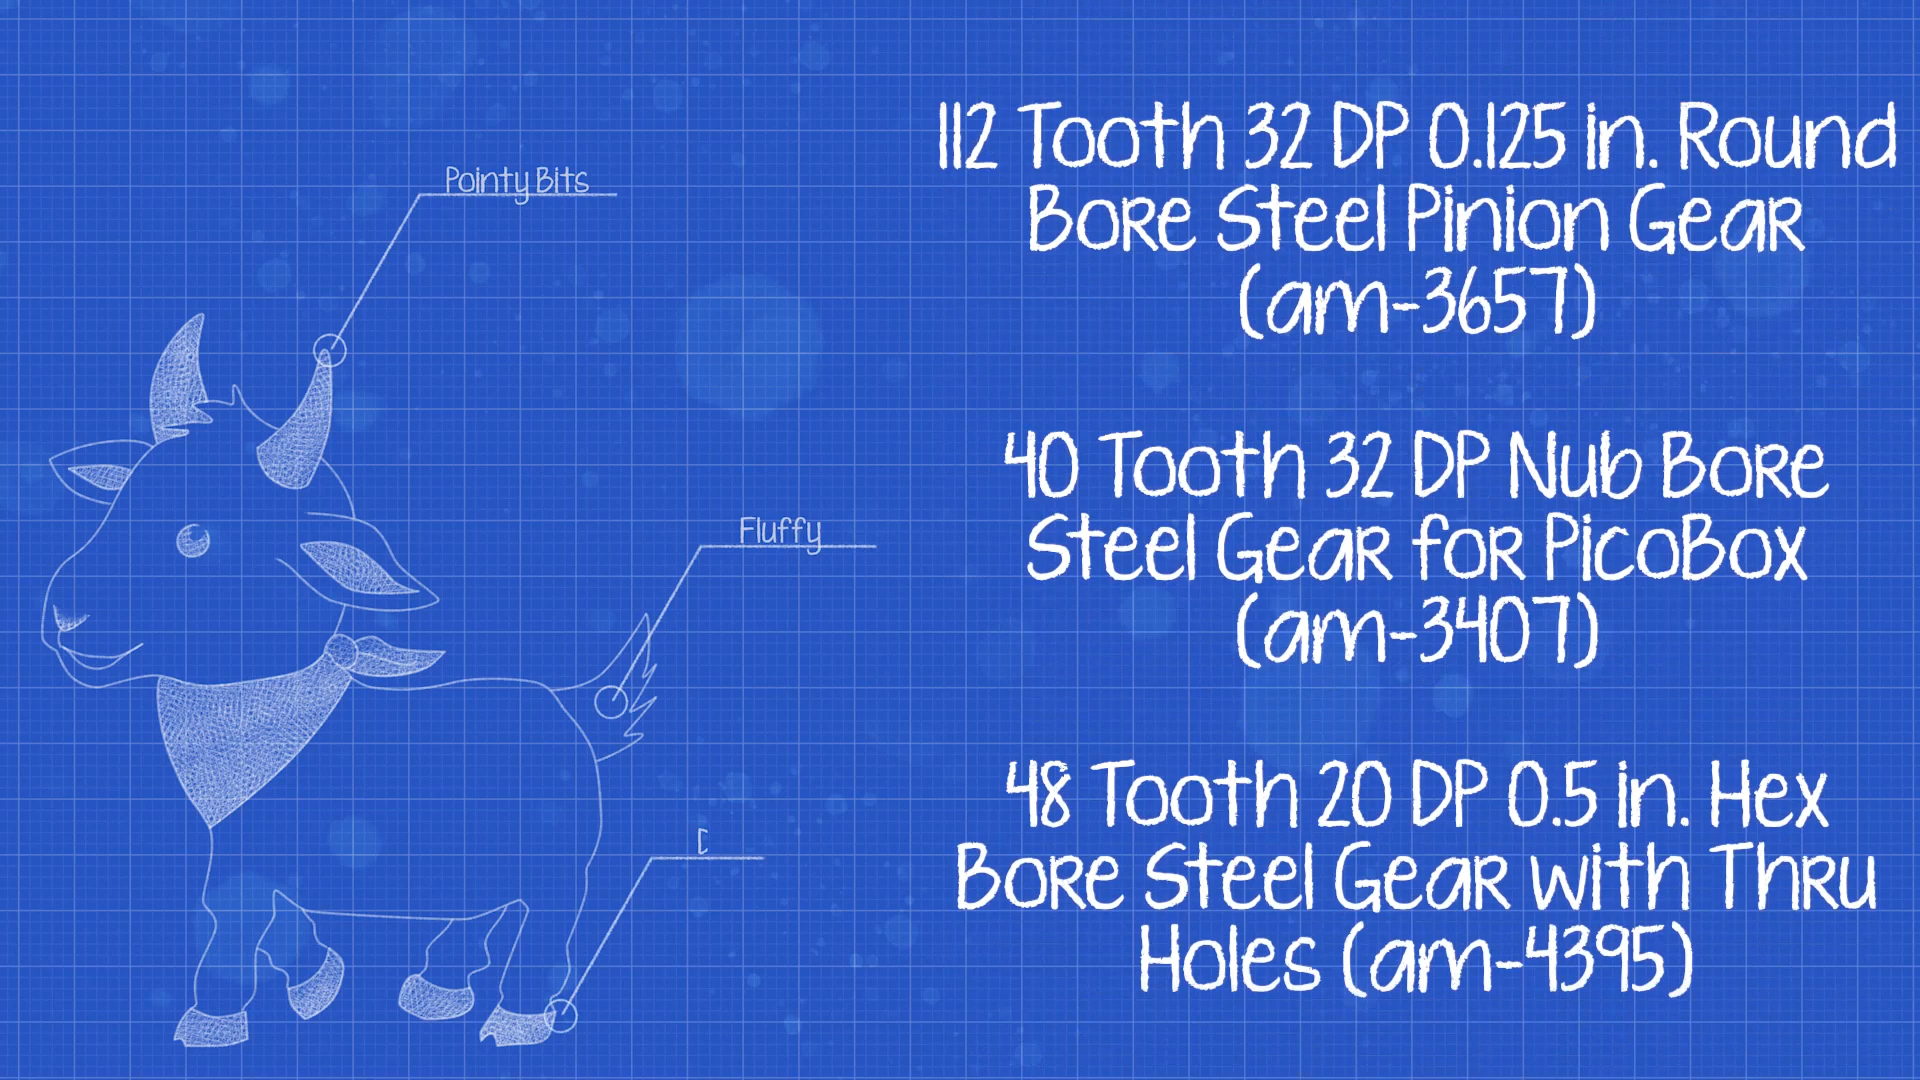 Pointy Bits
Fluffy
112 Tooth 32 DP 0.125 in. Round
Bore Steel Pinion Gear
(am-3657)
40 Tooth 32 DP Nub Bore
Steel Gear for PicoBox
(am-3407)
48 Tooth 20 DP 0.5 in. Hex
Bore Steel Gear with Thru
Holes (am-4395)